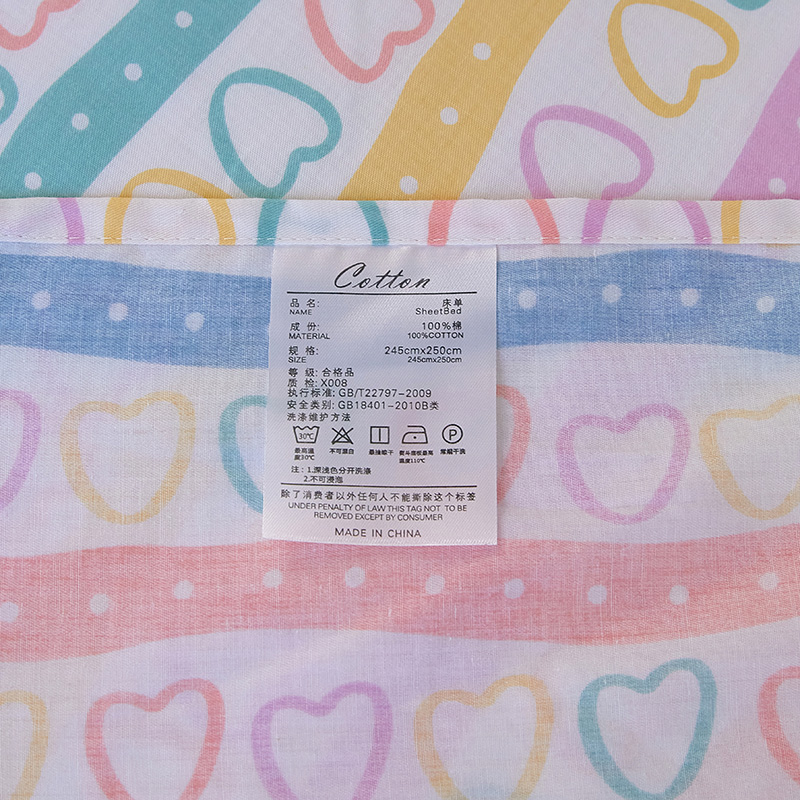 Cotton
品 名: 床单
NAME SheetBed
成 份: 100%棉
MATERIAL 100%COTTON
规 格: 245cmx250cm
SIZE 245cmx250cm
等 级: 合格品
质 检: X008
执行标准: GB/T22797-2009
安全类别: GB18401-2010B类
洗涤维护方法
30℃ P
最高温度30℃ 不可漂白 悬挂晾干 熨斗底板最高温度110℃ 常规干洗
注: 1.深浅色分开洗涤
2.不可浸泡
除了消费者以外任何人不能撕除这个标签
UNDER PENALTY OF LAW THIS TAG NOT TO BE
REMOVED EXCEPT BY CONSUMER
MADE IN CHINA